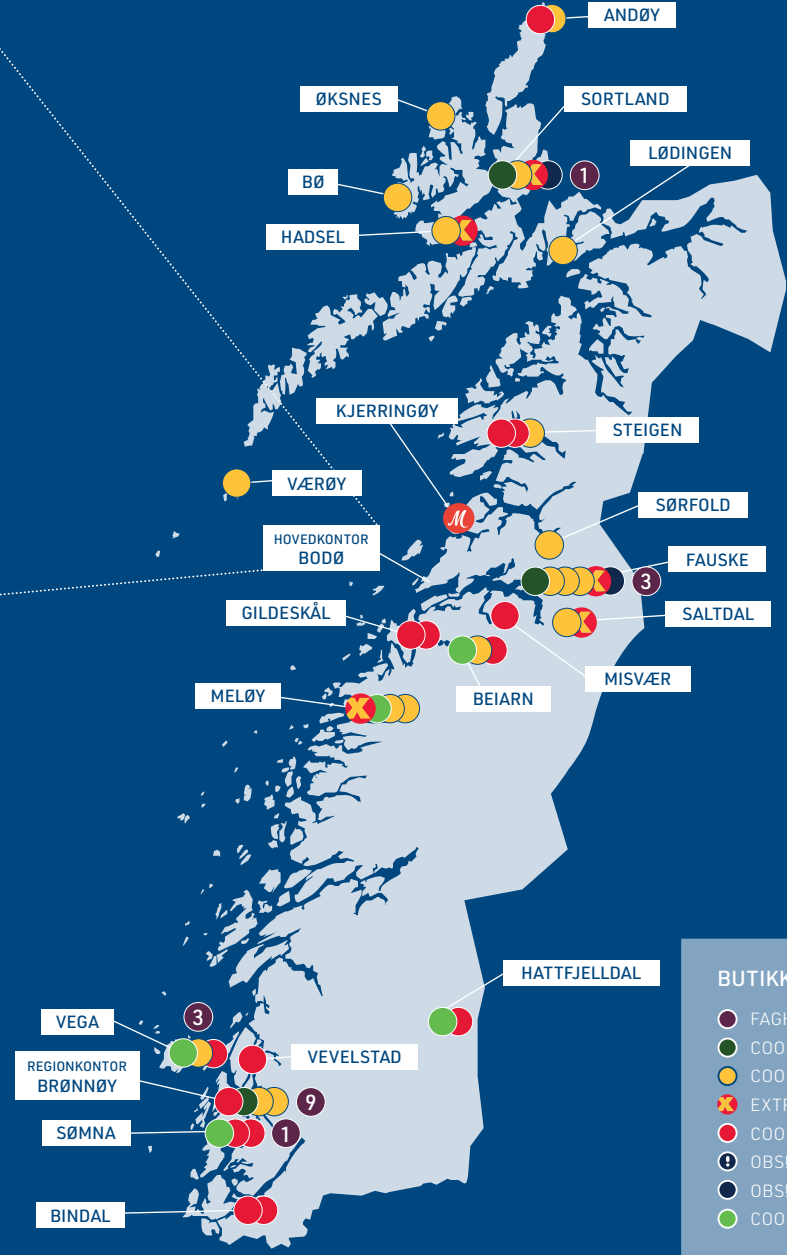 ANDØY
ØKSNES
SORTLAND
LØDINGEN
BØ
1
HADSEL
KJERRINGØY
STEIGEN
VÆRØY
M
SØRFOLD
HOVEDKONTOR
BODØ
FAUSKE
3
GILDESKÅL
SALTDAL
MISVÆR
BEIARN
MELØY
X
HATTFJELLDAL
3
VEGA
VEVELSTAD
REGIONKONTOR
BRØNNØY
9
SØMNA
1
BINDAL
BUTIKK
FAGH
COO
COO
X EXTR
COO
! OBS!
OBS!
COO